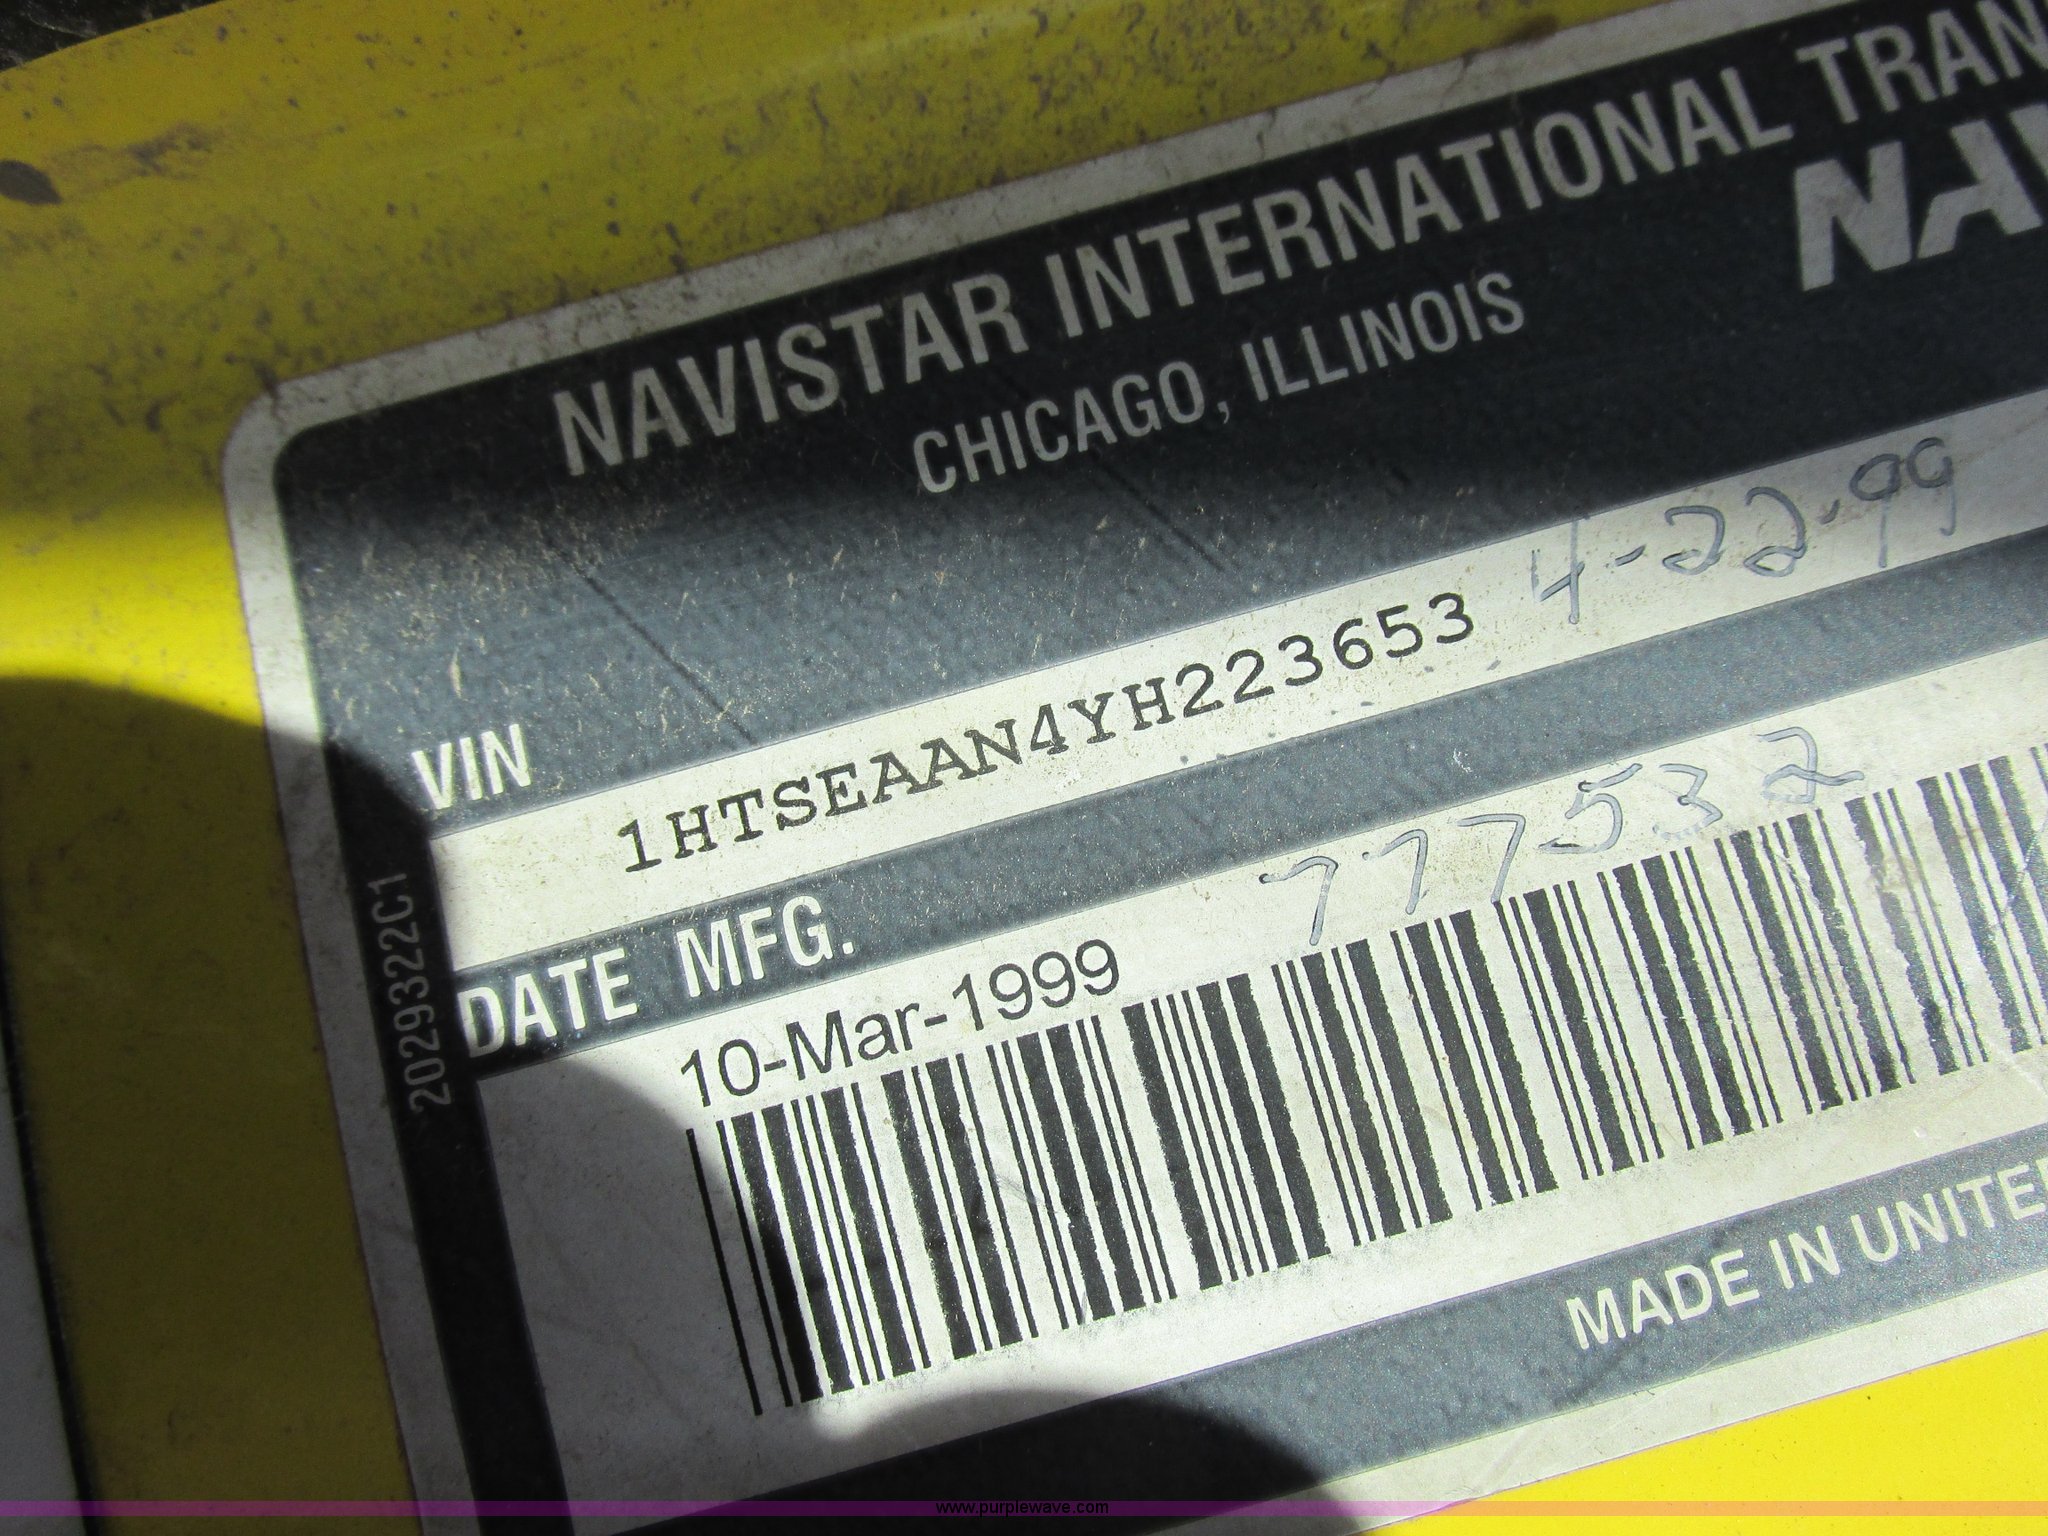 NAVISTAR INTERNATIONAL TRAN
NAV
CHICAGO, ILLINOIS
VIN
1HTSEAAN4YH223653 4-22-99
DATE MFG.
10-Mar-1999 777532
2029322C1
MADE IN UNITED
www.purplewave.com